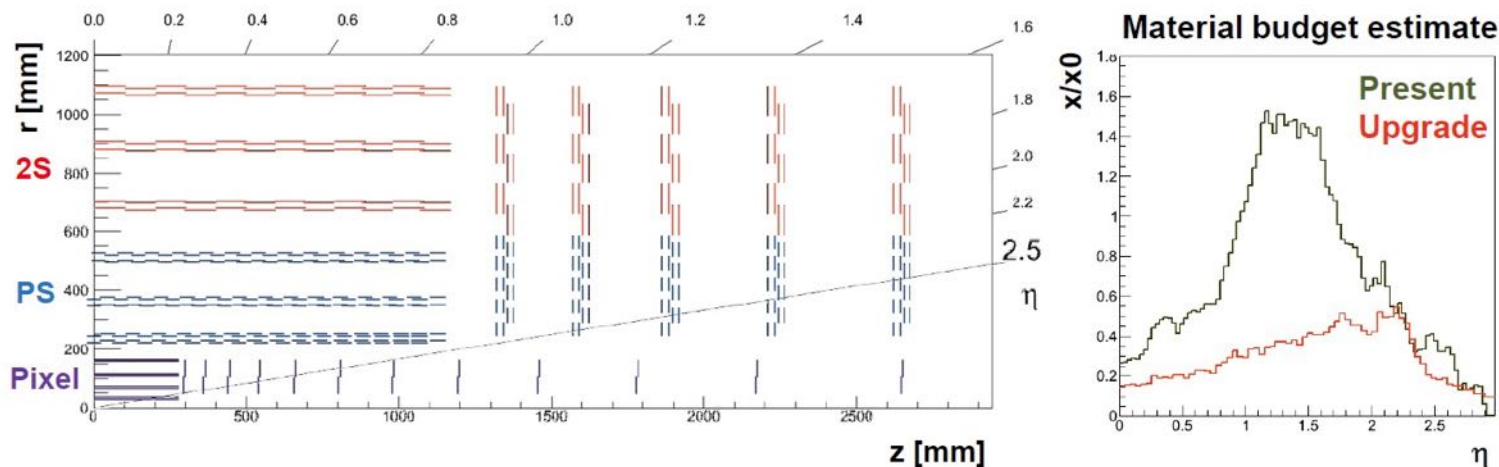 0.0 0.2 0.4 0.6 0.8 1.0 1.2 1.4 1.6
1200
1000
800
600
400
200
0
r [mm]
2S
PS
Pixel
1.8
2.0
2.2
2.5
η
0 500 1000 1500 2000 2500
z [mm]
Material budget estimate
x/x0
1.8
1.6
1.4
1.2
1
0.8
0.6
0.4
0.2
0
Present
Upgrade
0 0.5 1 1.5 2 2.5
η